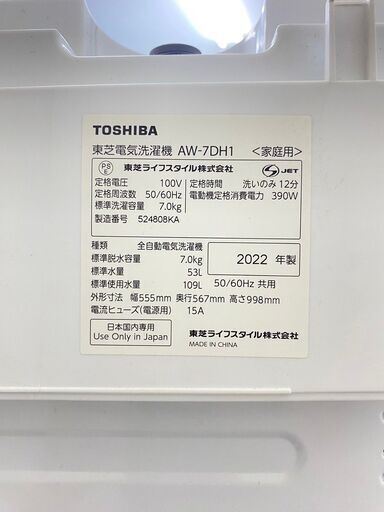 TOSHIBA
東芝電気洗濯機 AW-7DH1 <家庭用>
PS
E
東芝ライフスタイル株式会社
S JET
定格電圧 100V 定格時間 洗いのみ 12分
定格周波数 50/60Hz 電動機定格消費電力 390W
標準洗濯容量 7.0kg
製造番号 524808KA
種類 全自動電気洗濯機
標準脱水容量 7.0kg
2022 年製
標準水量 53L
標準使用水量 109L 50/60Hz 共用
外形寸法 幅555mm 奥行567mm 高さ998mm
電流ヒューズ(電源用) 15A
日本国内専用
Use Only in Japan
東芝ライフスタイル株式会社
MADE IN CHINA